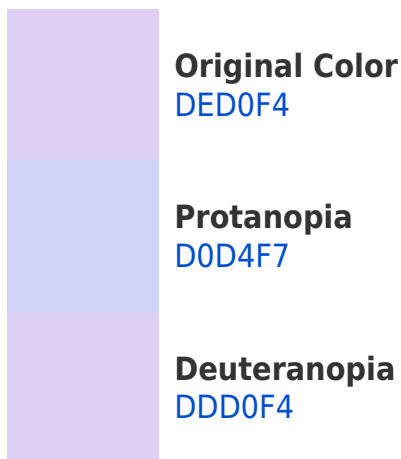 Original Color
DED0F4
Protanopia
D0D4F7
Deuteranopia
DDD0F4